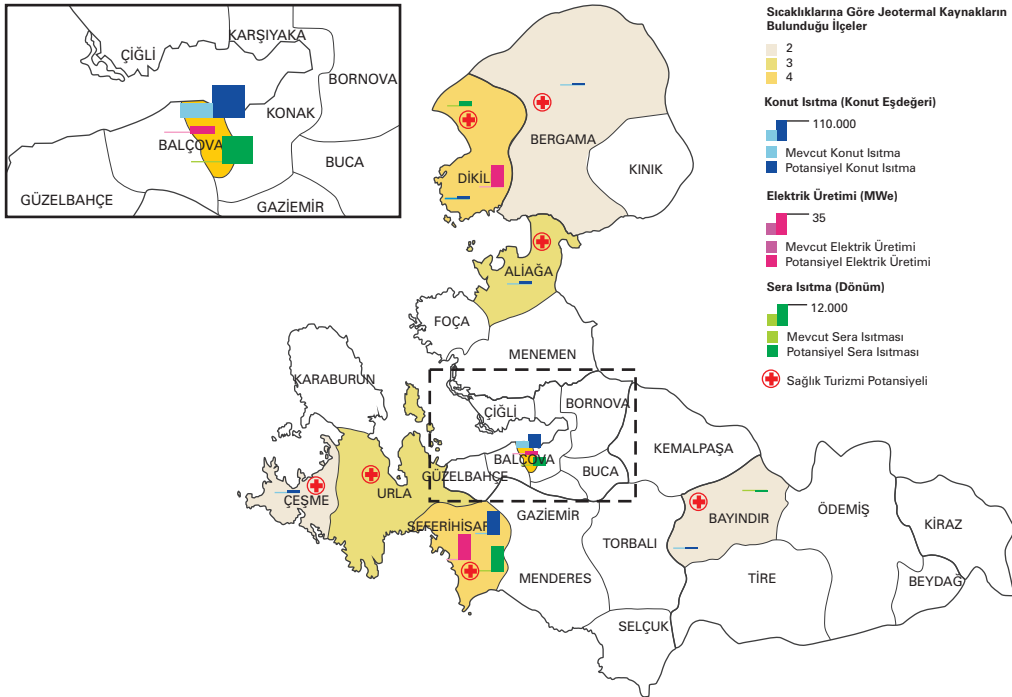 ÇİĞLİ
KARŞIYAKA
BORNOVA
KONAK
BALÇOVA
BUCA
GÜZELBAHÇE
GAZİEMİR
Sıcaklıklarına Göre Jeotermal Kaynakların
Bulunduğu İlçeler
2
3
4
Konut Isıtma (Konut Eşdeğeri)
110.000
Mevcut Konut Isıtma
Potansiyel Konut Isıtma
Elektrik Üretimi (MWe)
35
Mevcut Elektrik Üretimi
Potansiyel Elektrik Üretimi
Sera Isıtma (Dönüm)
12.000
Mevcut Sera Isıtması
Potansiyel Sera Isıtması
Sağlık Turizmi Potansiyeli
BERGAMA
KINIK
DİKİL
ALİAĞA
FOÇA
MENEMEN
KARABURUN
ÇİĞLİ
BORNOVA
KEMALPAŞA
BALÇOVA
GÜZELBAHÇE
BUCA
ÇEŞME
URLA
SEFERİHİSAR
GAZİEMİR
BAYINDIR
ÖDEMİŞ
KİRAZ
TORBALI
MENDERES
TİRE
BEYDAĞ
SELÇUK